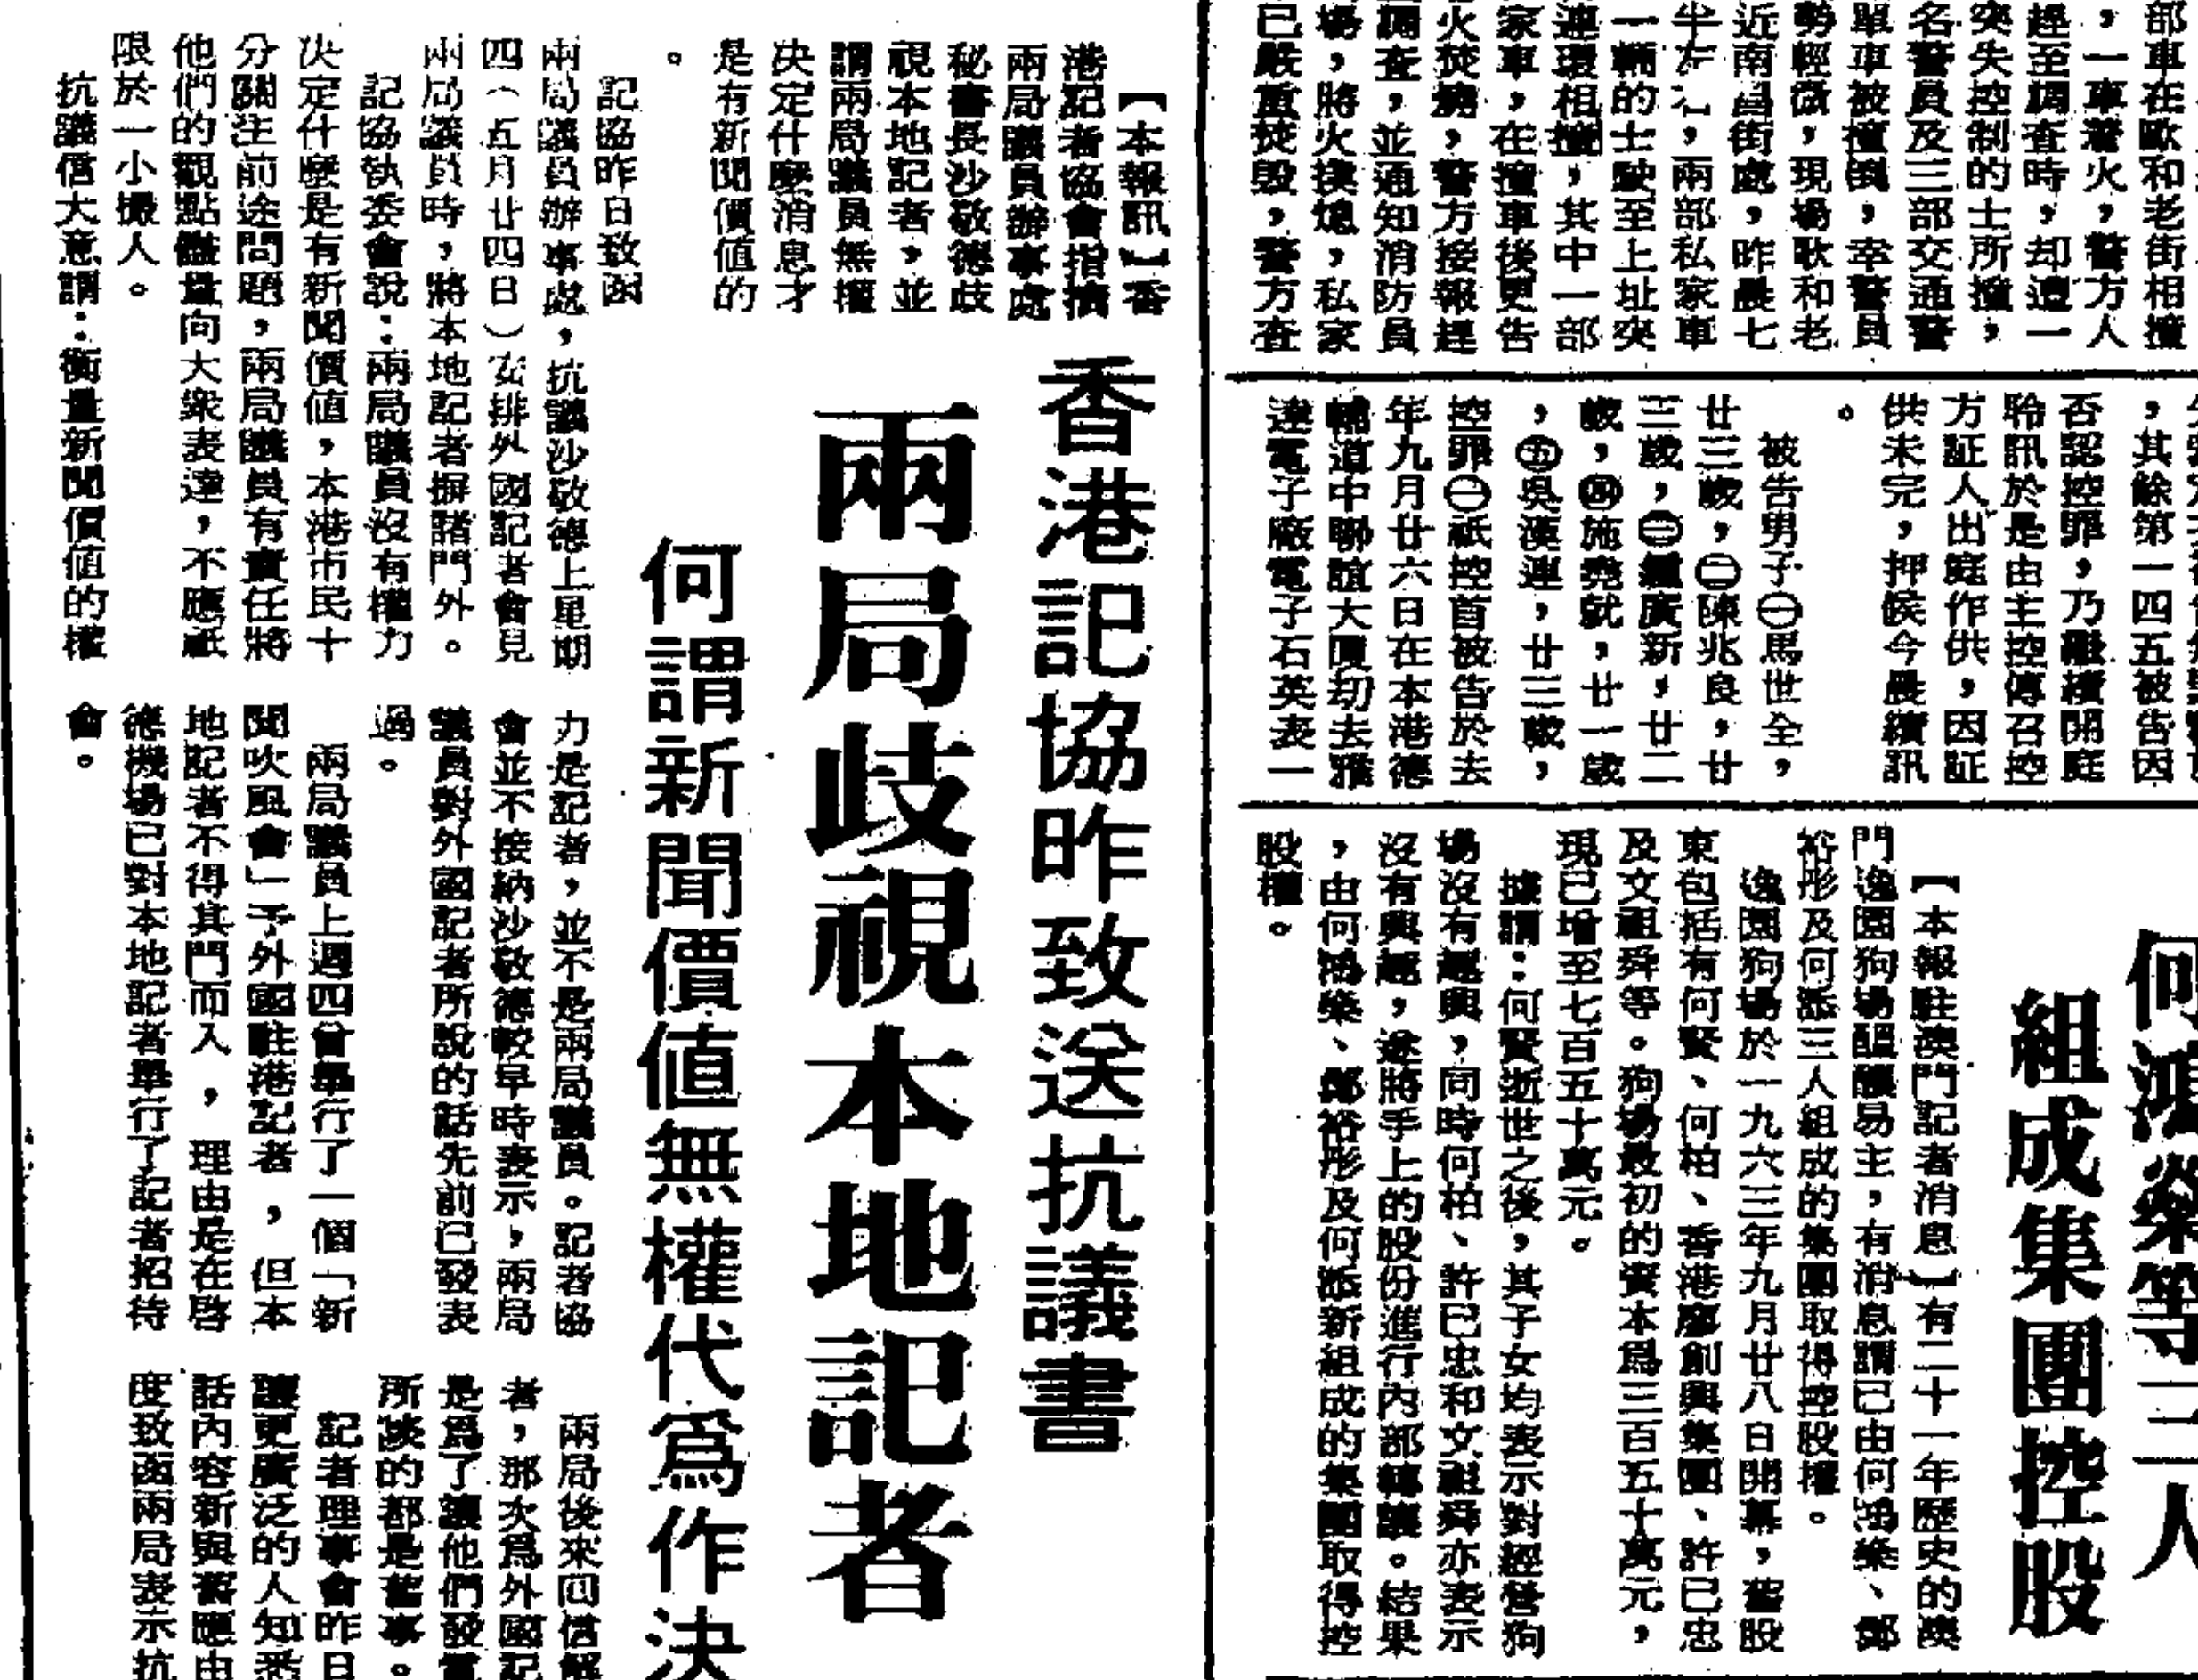 部車在歐和老街相撞
，一車着火，警方人
趕至調查時，却遭一
突失控制的士所撞，
名警員及三部交通警
單車被撞倒，幸警員
勢輕微，現場歌和老
近南昌街處，昨晨七
半左右，兩部私家車
一輛的士駛至上址突
連環相撞，其中一部
家車，在撞車後更告
火焚燒，警方接報趕
調查，並通知消防員
場，將火撲熄，私家
已嚴重焚毀，警方查
，其餘第一四五被告因
否認控罪，乃繼續開庭
聆訊於是由主控傳召控
方証人出庭作供，因証
供未完，押候今晨續訊
。
被告男子㊀馬世全，
廿三歲，㊁陳兆良，廿
三歲，㊂鍾廣新，廿二
歲，㊃施堯就，廿一歲
，㊄吳漢連，廿三歲，
控罪㊀祇控首被告於去
年九月廿六日在本港德
輔道中聯誼大廈劫去雅
達電子廠電子石英表一
何鴻燊等三人
組成集團控股
【本報駐澳門記者消息】有二十一年歷史的澳
門逸園狗場醞釀易主，有消息謂已由何鴻燊、鄭
裕彤及何添三人組成的集團取得控股權。
逸園狗場於一九六三年九月廿八日開幕，舊股
東包括有何賢、何柏、香港廖創興集團、許已忠
及文祖舜等。狗場最初的資本爲三百五十萬元，
現已增至七百五十萬元。
據謂：何賢逝世之後，其子女均表示對經營狗
場沒有趣興，同時何柏、許已忠和文祖舜亦表示
沒有興趣，遂將手上的股份進行內部轉讓。結果
，由何鴻燊、鄭裕彤及何添新組成的集團取得控
股權。
香港記協昨致送抗議書
兩局歧視本地記者
何謂新聞價値無權代爲作決
【本報訊】香
港記者協會指摘
兩局議員辦事處
秘書長沙敬德歧
視本地記者，並
謂兩局議員無權
決定什麼消息才
是有新聞價値的
。
記協昨日致函
兩局議員辦事處，抗議沙敬德上星期
四（五月廿四日）安排外國記者會見
兩局議員時，將本地記者摒諸門外。
記協執委會說：兩局議員沒有權力
決定什麼是有新聞價値，本港市民十
分關注前途問題，兩局議員有責任將
他們的觀點儘量向大衆表達，不應祇
限於一小撮人。
抗議信大意謂：衡量新聞價値的權
力是記者，並不是兩局議員。記者協
會並不接納沙敬德較早時表示，兩局
議員對外國記者所說的話先前已發表
過。
兩局議員上週四曾舉行了一個「新
聞吹風會」予外國駐港記者，但本
地記者不得其門而入，理由是在啓
德機場已對本地記者舉行了記者招待
會。
兩局後來回信解
者，那次爲外國記
是爲了讓他們發實
所談的都是舊事。
記者理事會昨日
讓更廣泛的人知悉
話內容新與舊應由
度致函兩局表示抗